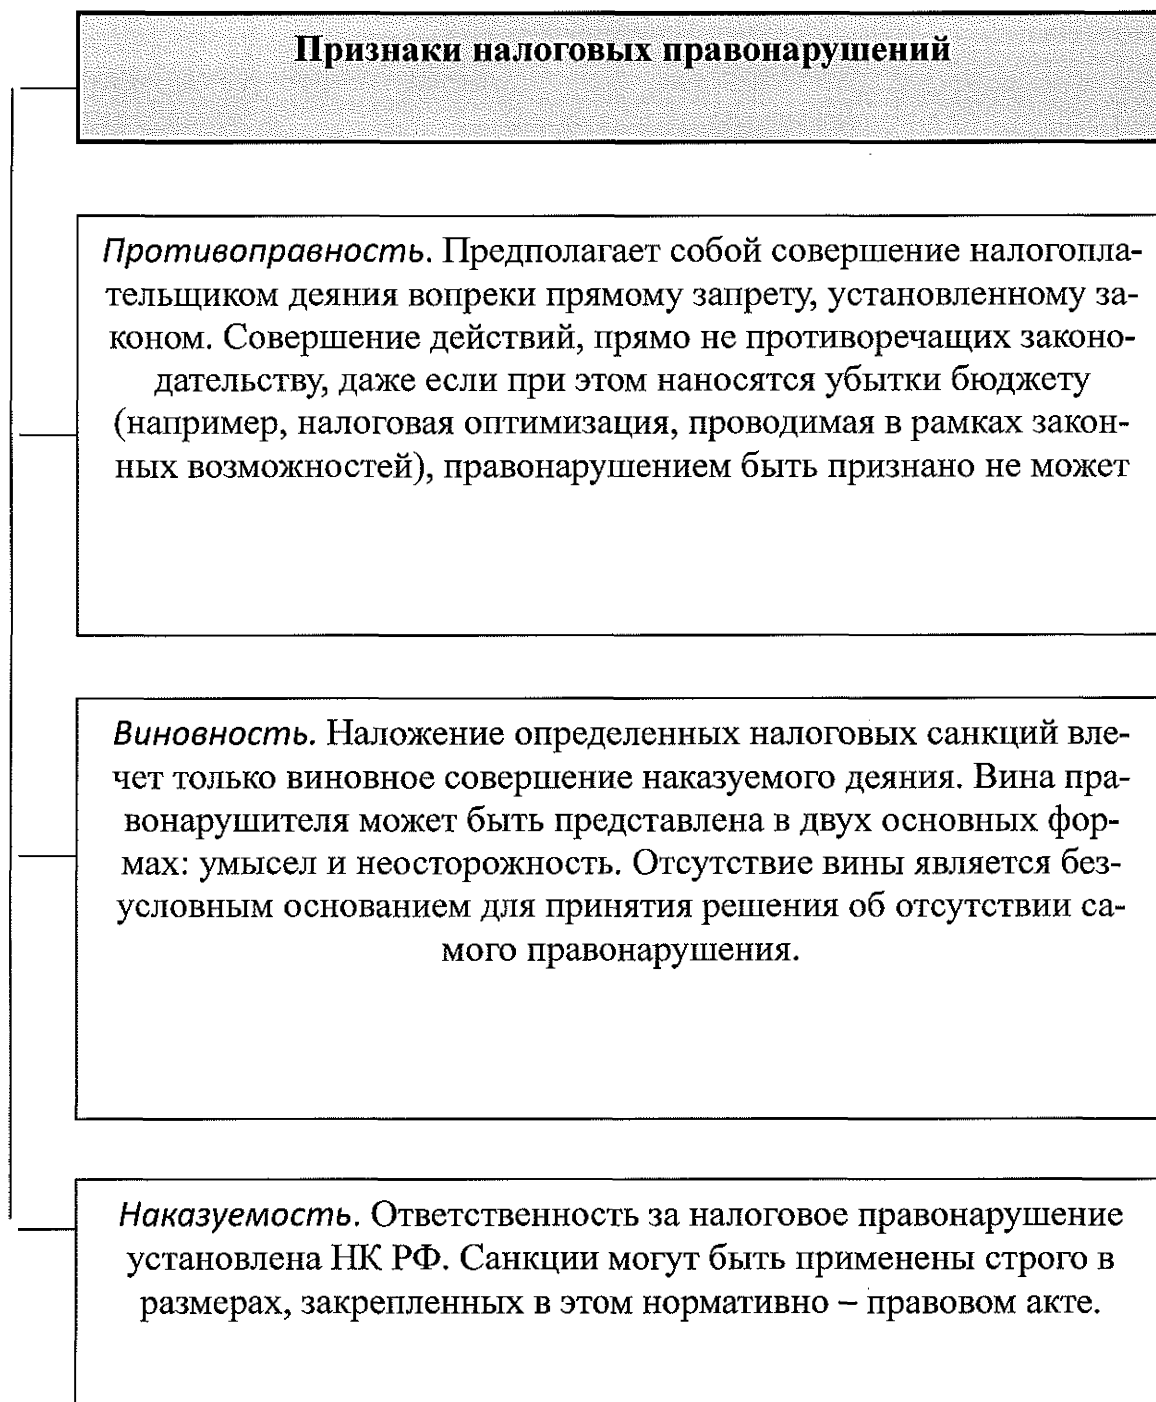 Признаки налоговых правонарушений
Противоправность. Предполагает собой совершение налогопла-
тельщиком деяния вопреки прямому запрету, установленному за-
коном. Совершение действий, прямо не противоречащих законо-
дательству, даже если при этом наносятся убытки бюджету
(например, налоговая оптимизация, проводимая в рамках закон-
ных возможностей), правонарушением быть признано не может
Виновность. Наложение определенных налоговых санкций вле-
чет только виновное совершение наказуемого деяния. Вина пра-
вонарушителя может быть представлена в двух основных фор-
мах: умысел и неосторожность. Отсутствие вины является без-
условным основанием для принятия решения об отсутствии са-
мого правонарушения.
Наказуемость. Ответственность за налоговое правонарушение
установлена НК РФ. Санкции могут быть применены строго в
размерах, закрепленных в этом нормативно – правовом акте.